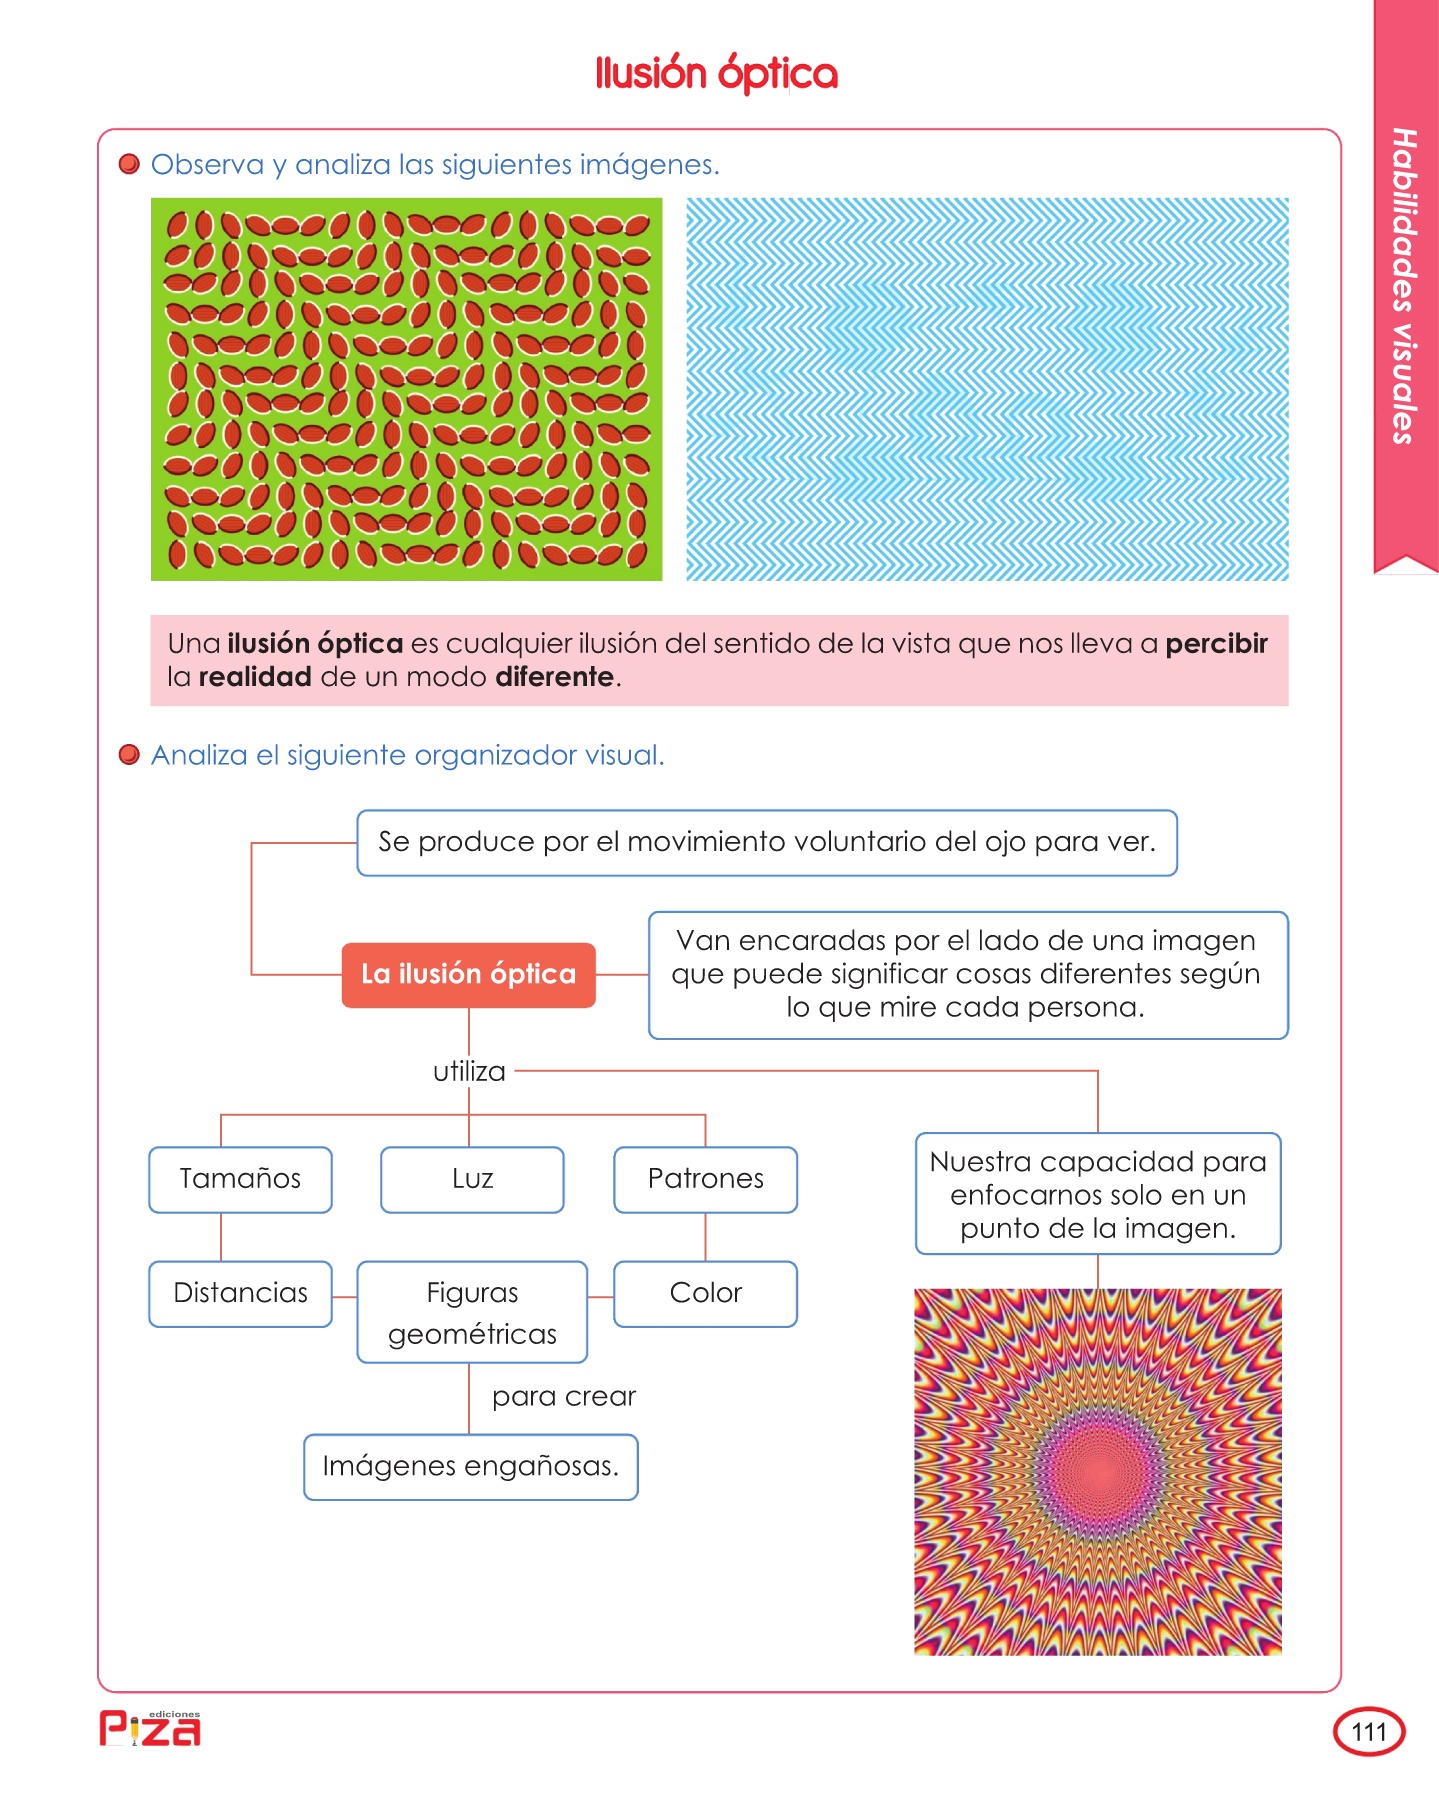 Ilusión óptica
Habilidades visuales
Observa y analiza las siguientes imágenes.
Una ilusión óptica es cualquier ilusión del sentido de la vista que nos lleva a percibir
la realidad de un modo diferente.
Analiza el siguiente organizador visual.
Se produce por el movimiento voluntario del ojo para ver.
La ilusión óptica
Van encaradas por el lado de una imagen
que puede significar cosas diferentes según
lo que mire cada persona.
utiliza
Tamaños
Luz
Patrones
Nuestra capacidad para
enfocarnos solo en un
punto de la imagen.
Distancias
Figuras
geométricas
Color
para crear
Imágenes engañosas.
ediciones
Piza
111